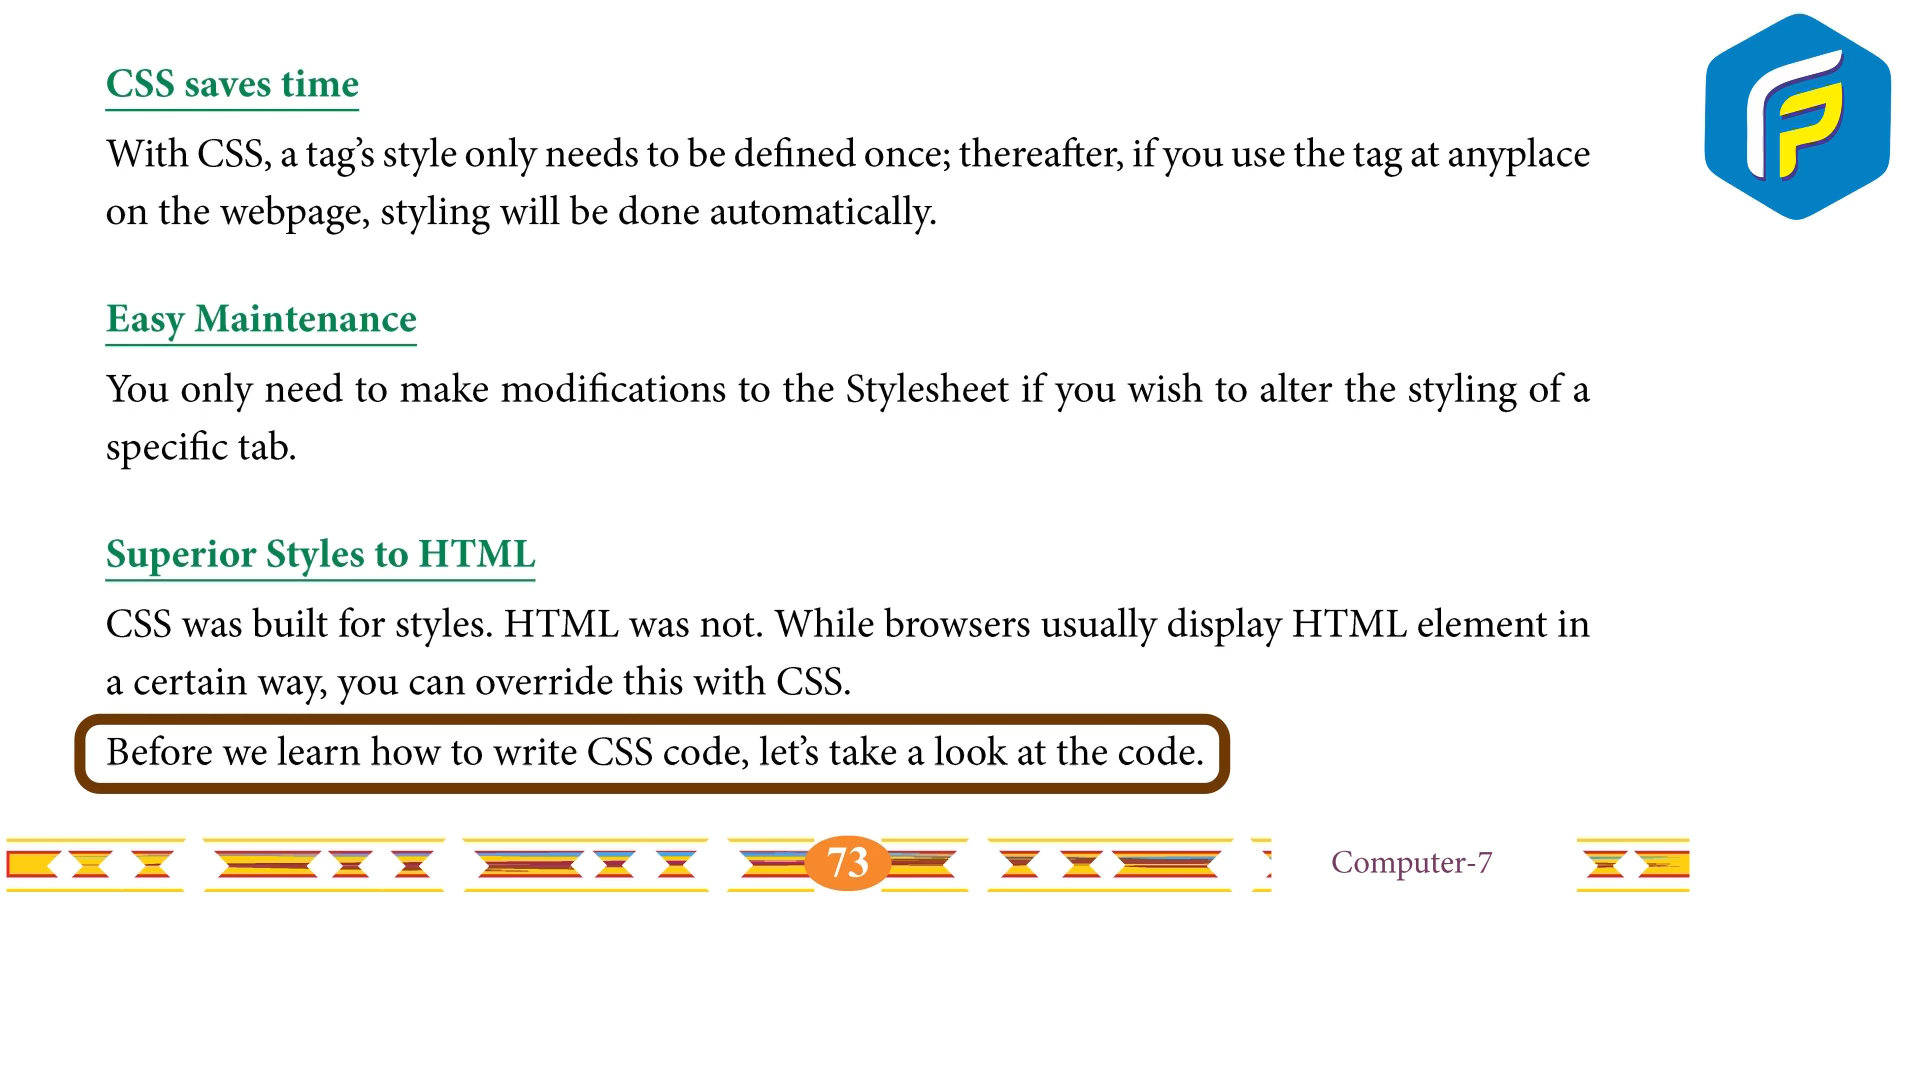 CSS saves time
With CSS, a tag’s style only needs to be defined once; thereafter, if you use the tag at anyplace
on the webpage, styling will be done automatically.
Easy Maintenance
You only need to make modifications to the Stylesheet if you wish to alter the styling of a
specific tab.
Superior Styles to HTML
CSS was built for styles. HTML was not. While browsers usually display HTML element in
a certain way, you can override this with CSS.
Before we learn how to write CSS code, let’s take a look at the code.
73
Computer-7